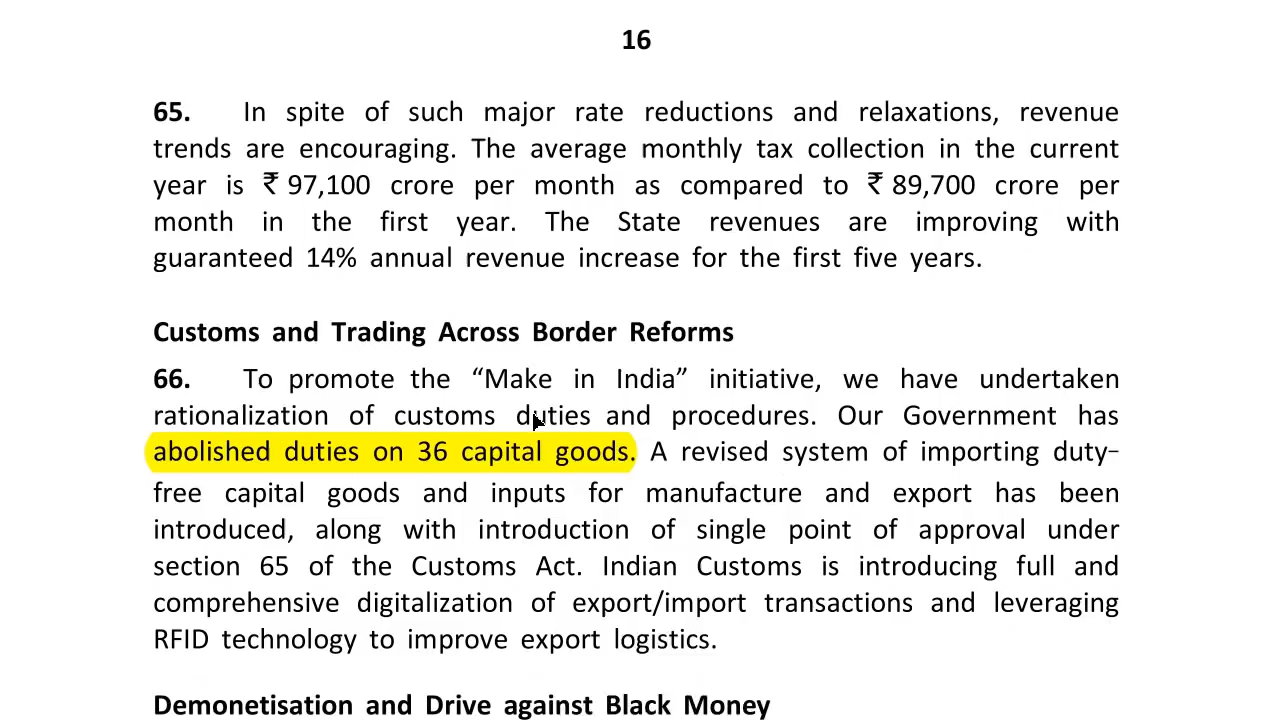 16
65. In spite of such major rate reductions and relaxations, revenue
trends are encouraging. The average monthly tax collection in the current
year is ₹ 97,100 crore per month as compared to ₹ 89,700 crore per
month in the first year. The State revenues are improving with
guaranteed 14% annual revenue increase for the first five years.
Customs and Trading Across Border Reforms
66. To promote the “Make in India” initiative, we have undertaken
rationalization of customs duties and procedures. Our Government has
abolished duties on 36 capital goods. A revised system of importing duty-
free capital goods and inputs for manufacture and export has been
introduced, along with introduction of single point of approval under
section 65 of the Customs Act. Indian Customs is introducing full and
comprehensive digitalization of export/import transactions and leveraging
RFID technology to improve export logistics.
Demonetisation and Drive against Black Money